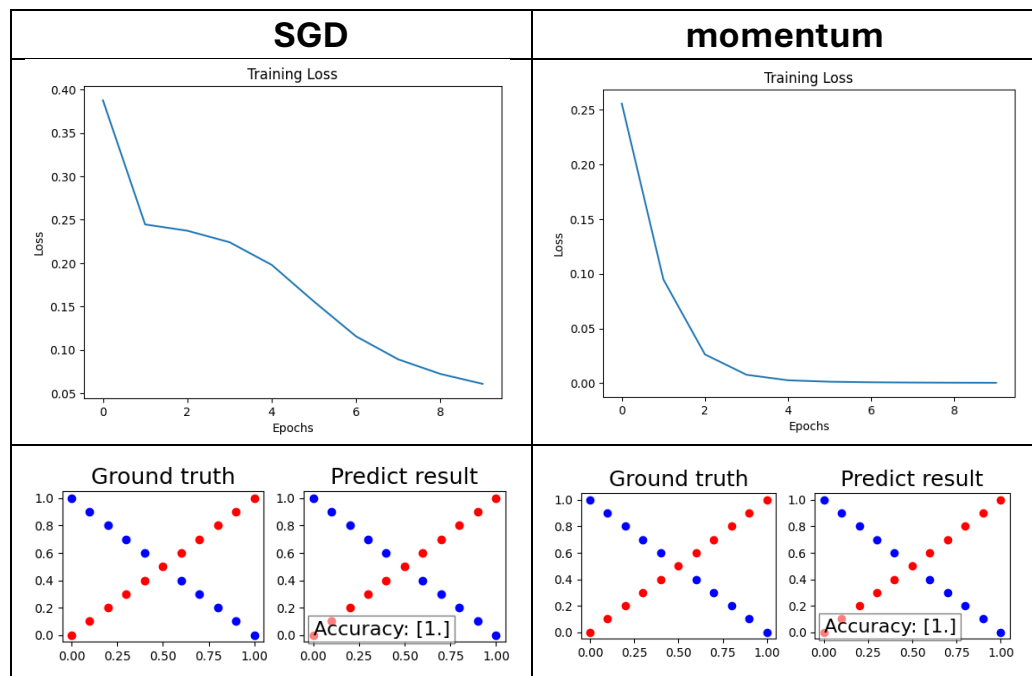 SGD
momentum
Training Loss
0.40
0.35
0.30
0.25
0.20
0.15
0.10
0.05
Loss
0 2 4 6 8
Epochs
Training Loss
0.25
0.20
0.15
0.10
0.05
0.00
Loss
0 2 4 6 8
Epochs
Ground truth
1.0
0.8
0.6
0.4
0.2
0.0
0.00 0.25 0.50 0.75 1.00
Predict result
1.0
0.8
0.6
0.4
0.2
0.0
Accuracy: [1.]
0.00 0.25 0.50 0.75 1.00
Ground truth
1.0
0.8
0.6
0.4
0.2
0.0
0.00 0.25 0.50 0.75 1.00
Predict result
1.0
0.8
0.6
0.4
0.2
0.0
Accuracy: [1.]
0.00 0.25 0.50 0.75 1.00